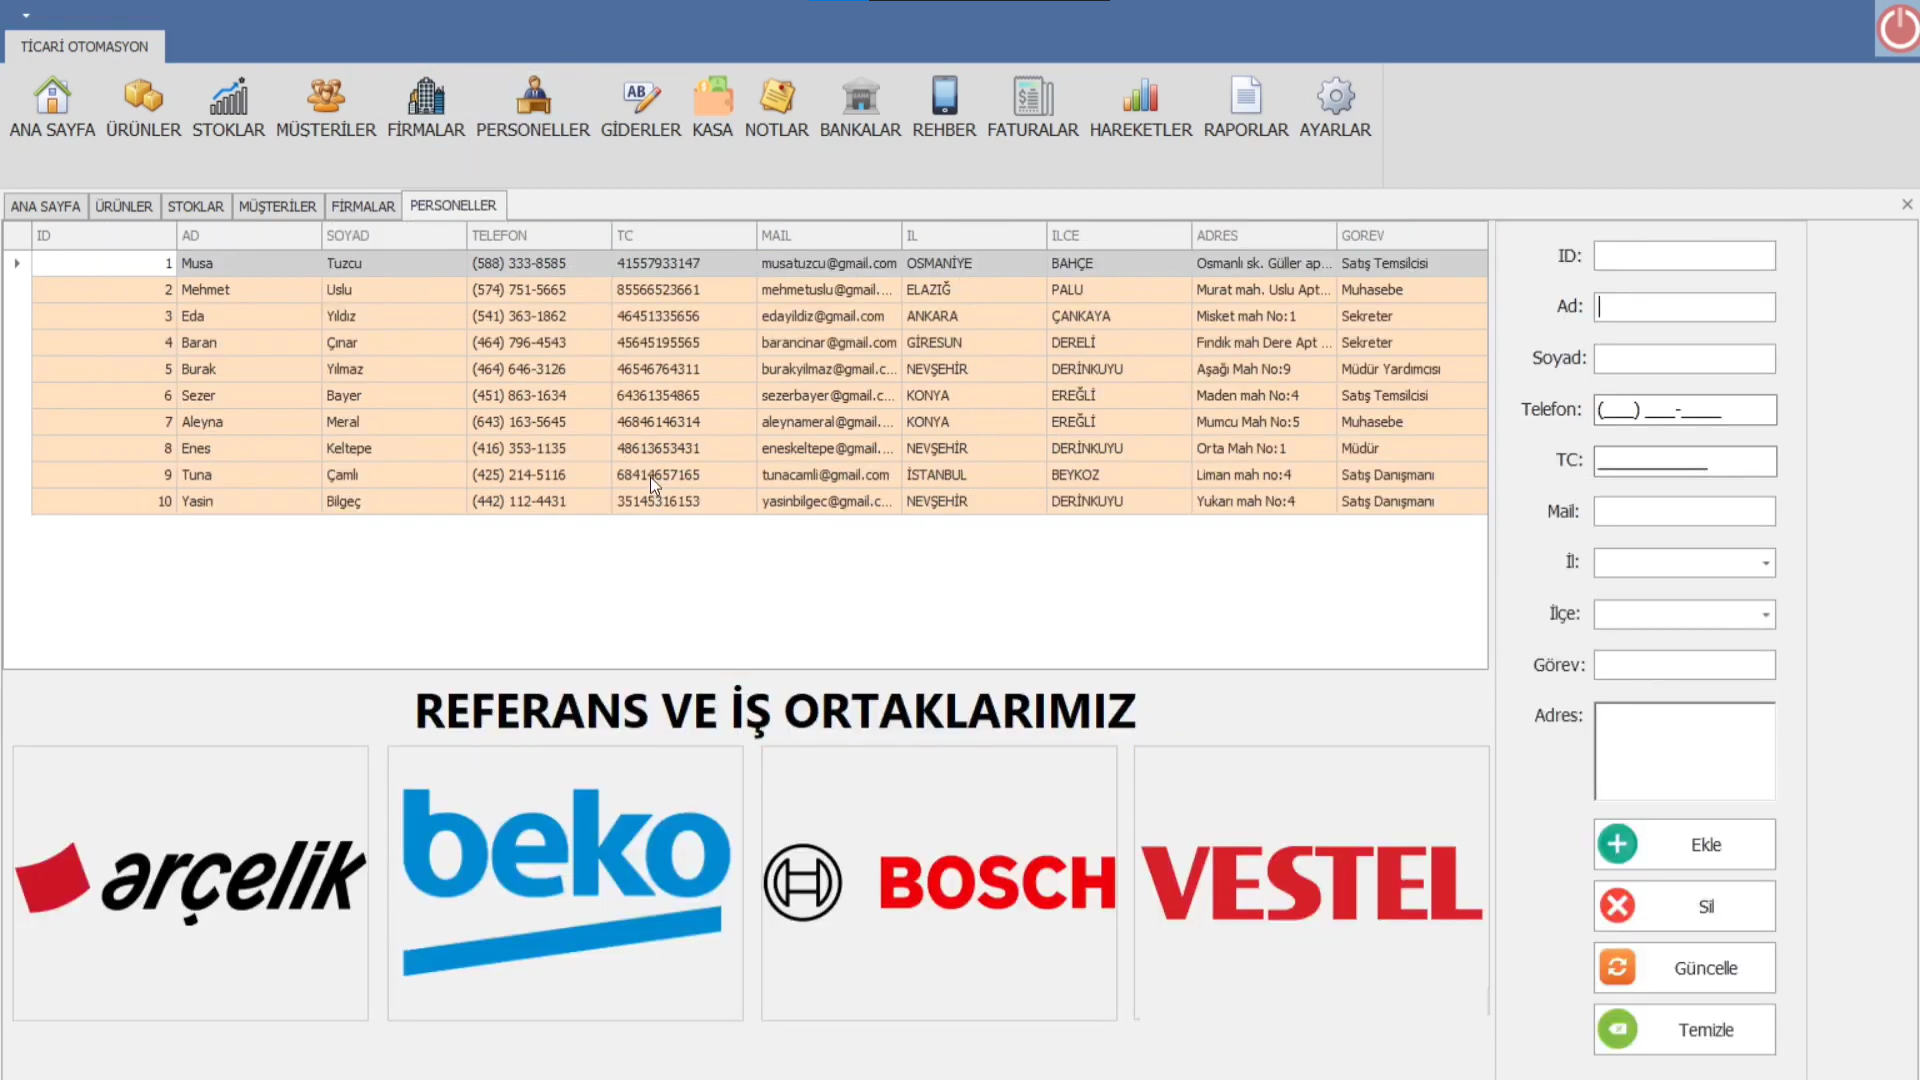 TİCARİ OTOMASYON
ANA SAYFA ÜRÜNLER STOKLAR MÜŞTERİLER FİRMALAR PERSONELLER GİDERLER KASA NOTLAR BANKALAR REHBER FATURALAR HAREKETLER RAPORLAR AYARLAR
ANA SAYFA ÜRÜNLER STOKLAR MÜŞTERİLER FİRMALAR PERSONELLER
ID AD SOYAD TELEFON TC MAIL IL ILCE ADRES GOREV
1 Musa Tuzcu (588) 333-8585 41557933147 musatuzcu@gmail.com OSMANİYE BAHÇE Osmanlı sk. Güller ap... Satış Temsilcisi
2 Mehmet Uslu (574) 751-5665 85566523661 mehmetuslu@gmail.... ELAZIĞ PALU Murat mah. Uslu Apt... Muhasebe
3 Eda Yıldız (541) 363-1862 46451335656 edayildiz@gmail.com ANKARA ÇANKAYA Misket mah No:1 Sekreter
4 Baran Çınar (464) 796-4543 45645195565 barancinar@gmail.com GİRESUN DERELİ Fındık mah Dere Apt ... Sekreter
5 Burak Yılmaz (464) 646-3126 46546764311 burakyilmaz@gmail.c... NEVŞEHİR DERİNKUYU Aşağı Mah No:9 Müdür Yardımcısı
6 Sezer Bayer (451) 863-1634 64361354865 sezerbayer@gmail.c... KONYA EREĞLİ Maden mah No:4 Satış Temsilcisi
7 Aleyna Meral (643) 163-5645 46846146314 aleynameral@gmail.... KONYA EREĞLİ Mumcu Mah No:5 Muhasebe
8 Enes Keltepe (416) 353-1135 48613653431 eneskeltepe@gmail.... NEVŞEHİR DERİNKUYU Orta Mah No:1 Müdür
9 Tuna Çamlı (425) 214-5116 68414657165 tunacamli@gmail.com İSTANBUL BEYKOZ Liman mah no:4 Satış Danışmanı
10 Yasin Bilgeç (442) 112-4431 35145316153 yasinbilgec@gmail.c... NEVŞEHİR DERİNKUYU Yukarı mah No:4 Satış Danışmanı
ID:
Ad:
Soyad:
Telefon: (___) ___-____
TC: ___________
Mail:
İl:
İlçe:
Görev:
Adres:
Ekle
Sil
Güncelle
Temizle
REFERANS VE İŞ ORTAKLARIMIZ
arçelik beko BOSCH VESTEL